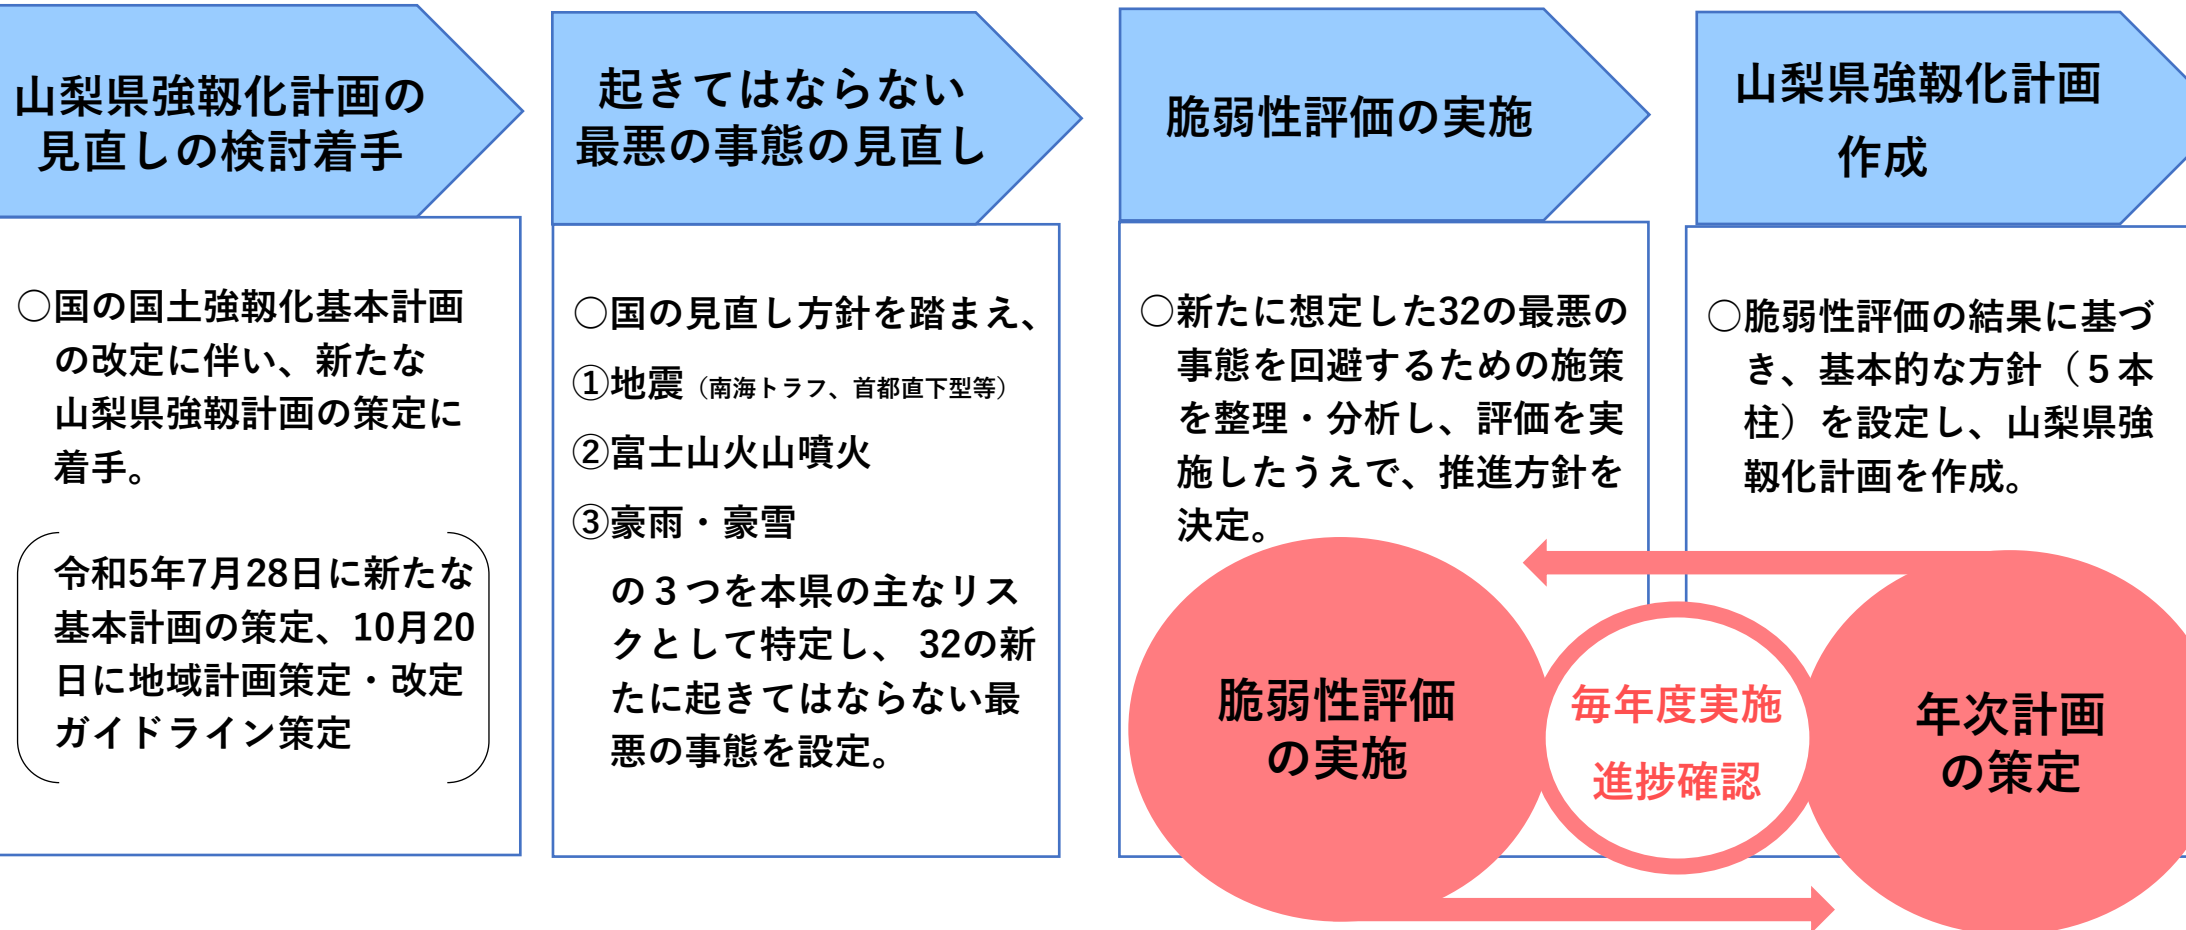 山梨県強靱化計画の
見直しの検討着手
○国の国土強靱化基本計画
の改定に伴い、新たな
山梨県強靱計画の策定に
着手。
令和5年7月28日に新たな
基本計画の策定、10月20
日に地域計画策定・改定
ガイドライン策定
起きてはならない
最悪の事態の見直し
○国の見直し方針を踏まえ、
①地震（南海トラフ、首都直下型等）
②富士山火山噴火
③豪雨・豪雪
の３つを本県の主なリス
クとして特定し、 32の新
たに起きてはならない最
悪の事態を設定。
脆弱性評価の実施
○新たに想定した32の最悪の
事態を回避するための施策
を整理・分析し、評価を実
施したうえで、推進方針を
決定。
山梨県強靱化計画
作成
○脆弱性評価の結果に基づ
き、基本的な方針（５本
柱）を設定し、山梨県強
靱化計画を作成。
脆弱性評価
の実施
毎年度実施
進捗確認
年次計画
の策定